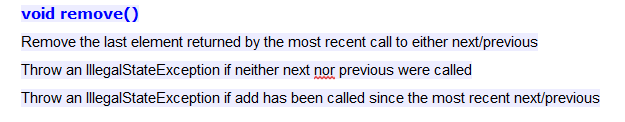 void remove()
Remove the last element returned by the most recent call to either next/previous
Throw an IllegalStateException if neither next nor previous were called
Throw an IllegalStateException if add has been called since the most recent next/previous